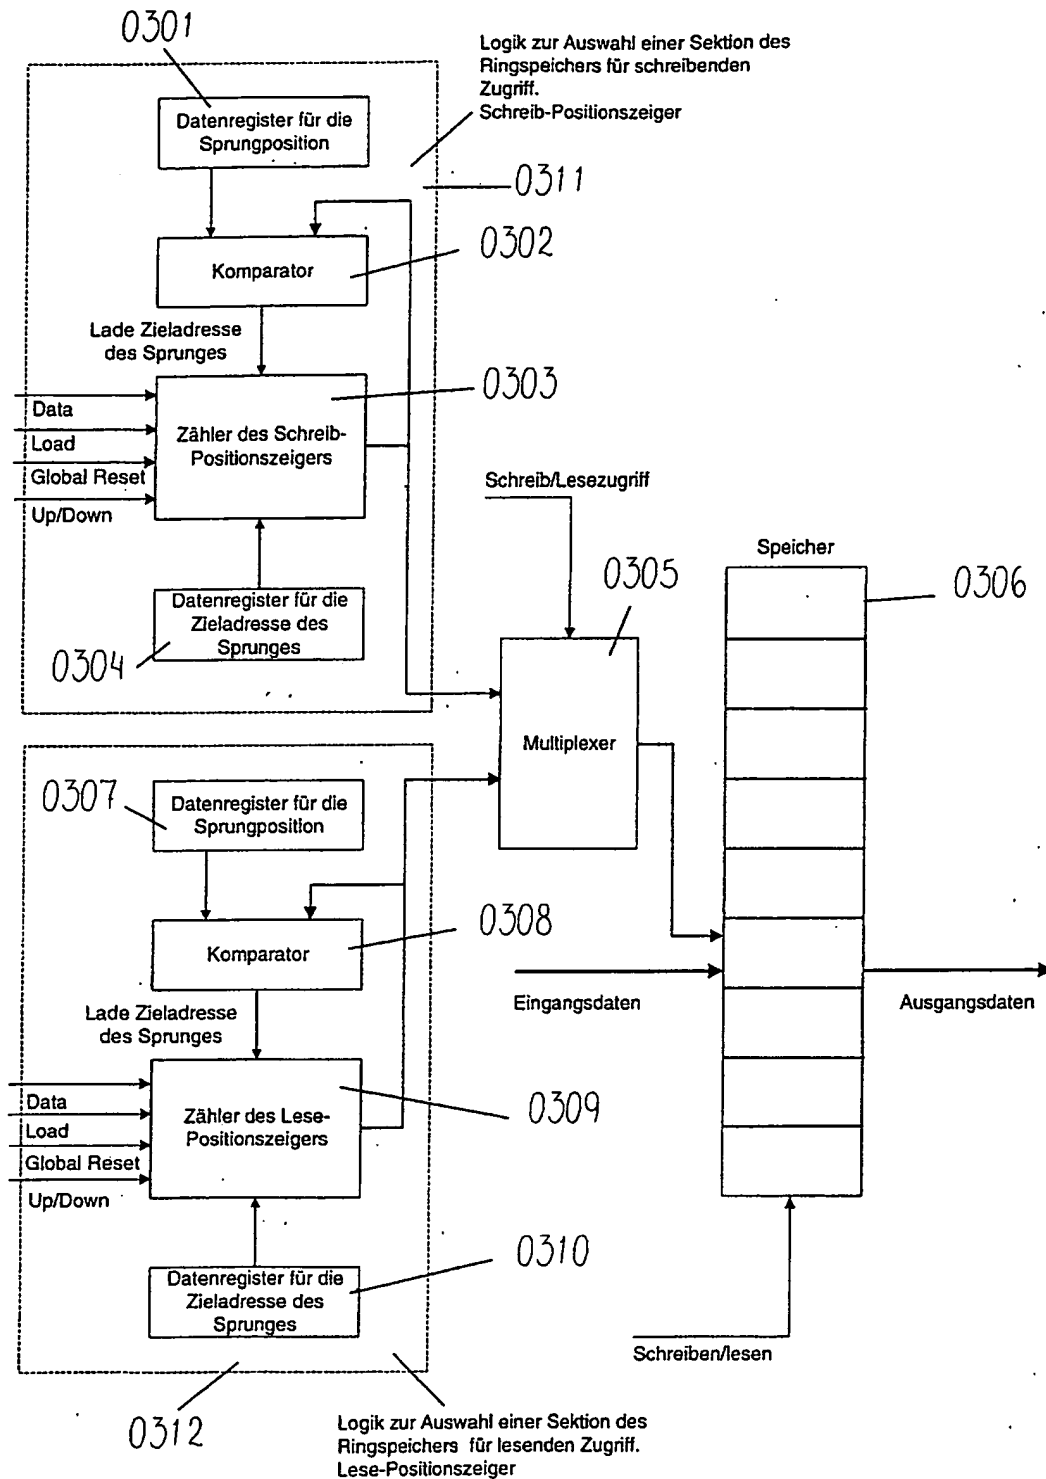 0301
Logik zur Auswahl einer Sektion des
Ringspeichers für schreibenden
Zugriff.
Schreib-Positionszeiger
Datenregister für die
Sprungposition
0311
0302
Komparator
Lade Zieladresse
des Sprunges
0303
Data
Load
Global Reset
Up/Down
Zähler des Schreib-
Positionszeigers
Schreib/Lesezugriff
Speicher
0305
0306
Datenregister für die
Zieladresse des
Sprunges
0304
Multiplexer
0307
Datenregister für die
Sprungposition
0308
Komparator
Eingangsdaten
Ausgangsdaten
Lade Zieladresse
des Sprunges
0309
Data
Load
Global Reset
Up/Down
Zähler des Lese-
Positionszeigers
0310
Datenregister für die
Zieladresse des
Sprunges
Schreiben/lesen
0312
Logik zur Auswahl einer Sektion des
Ringspeichers für lesenden Zugriff.
Lese-Positionszeiger